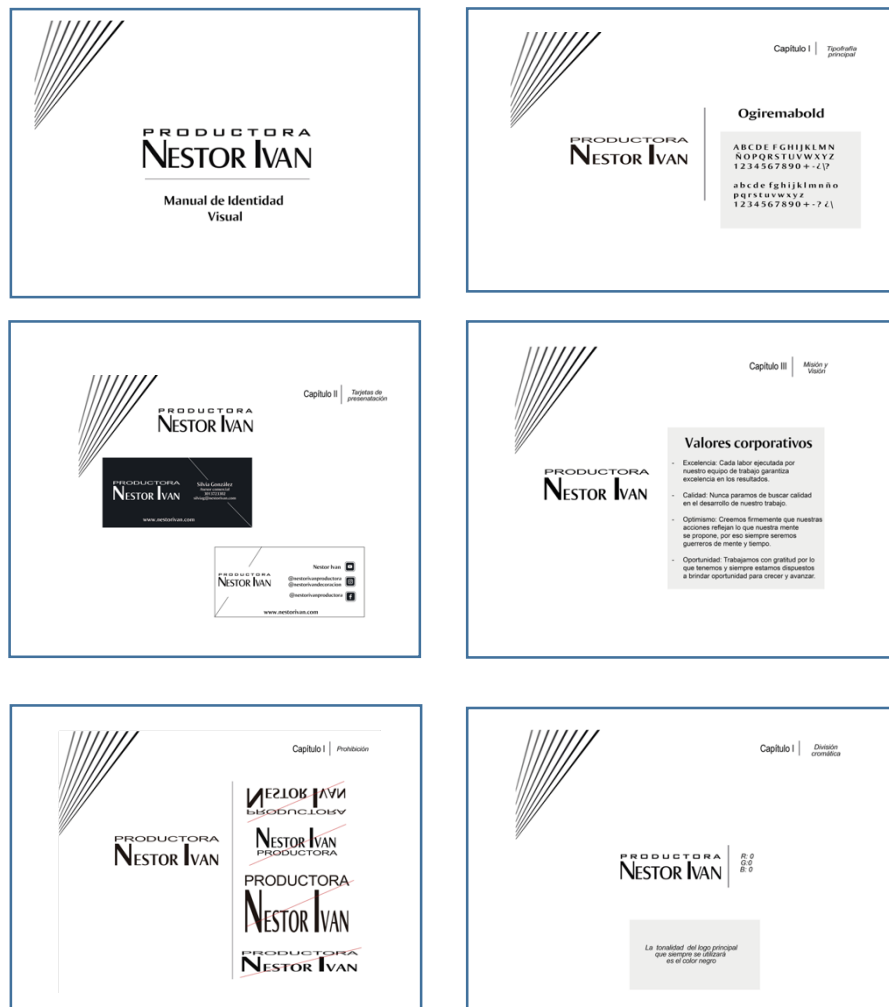 PRODUCTORA
NESTOR IVAN
Manual de Identidad
Visual
Capítulo I
Tipofrafia
principal
PRODUCTORA
NESTOR IVAN
Ogiremabold
ABCDE FGHIJKLMN
ÑOPQRSTUVWXYZ
1234567890+-¿\?
abcde fghijklmnño
pqrstuvwxyz
1234567890+-?¿\
Capítulo II
Tarjetas de
presenatación
PRODUCTORA
NESTOR IVAN
PRODUCTORA
NESTOR IVAN
Silvia González
www.nestorivan.com
PRODUCTORA
NESTOR IVAN
Nestor Ivan
@nestorivanproductora
@nestorivandecoracion
@nestorivanproductora
www.nestorivan.com
Capítulo III
Misión y
Visión
PRODUCTORA
NESTOR IVAN
Valores corporativos
- Excelencia: Cada labor ejecutada por
nuestro equipo de trabajo garantiza
excelencia en los resultados.
- Calidad: Nunca paramos de buscar calidad
en el desarrollo de nuestro trabajo.
- Optimismo: Creemos firmemente que nuestras
acciones reflejan lo que nuestra mente
se propone, por eso siempre seremos
guerreros de mente y tiempo.
- Oportunidad: Trabajamos con gratitud por lo
que tenemos y siempre estamos dispuestos
a brindar oportunidad para crecer y avanzar.
Capítulo I
Prohibición
PRODUCTORA
NESTOR IVAN
NESTOR IVAN
PRODUCTORA
NESTOR IVAN
PRODUCTORA
PRODUCTORA
NESTOR IVAN
PRODUCTORA
NESTOR IVAN
Capítulo I
División
cromática
PRODUCTORA
NESTOR IVAN
R: 0
G:0
B: 0
La tonalidad del logo principal
que siempre se utilizará
es el color negro